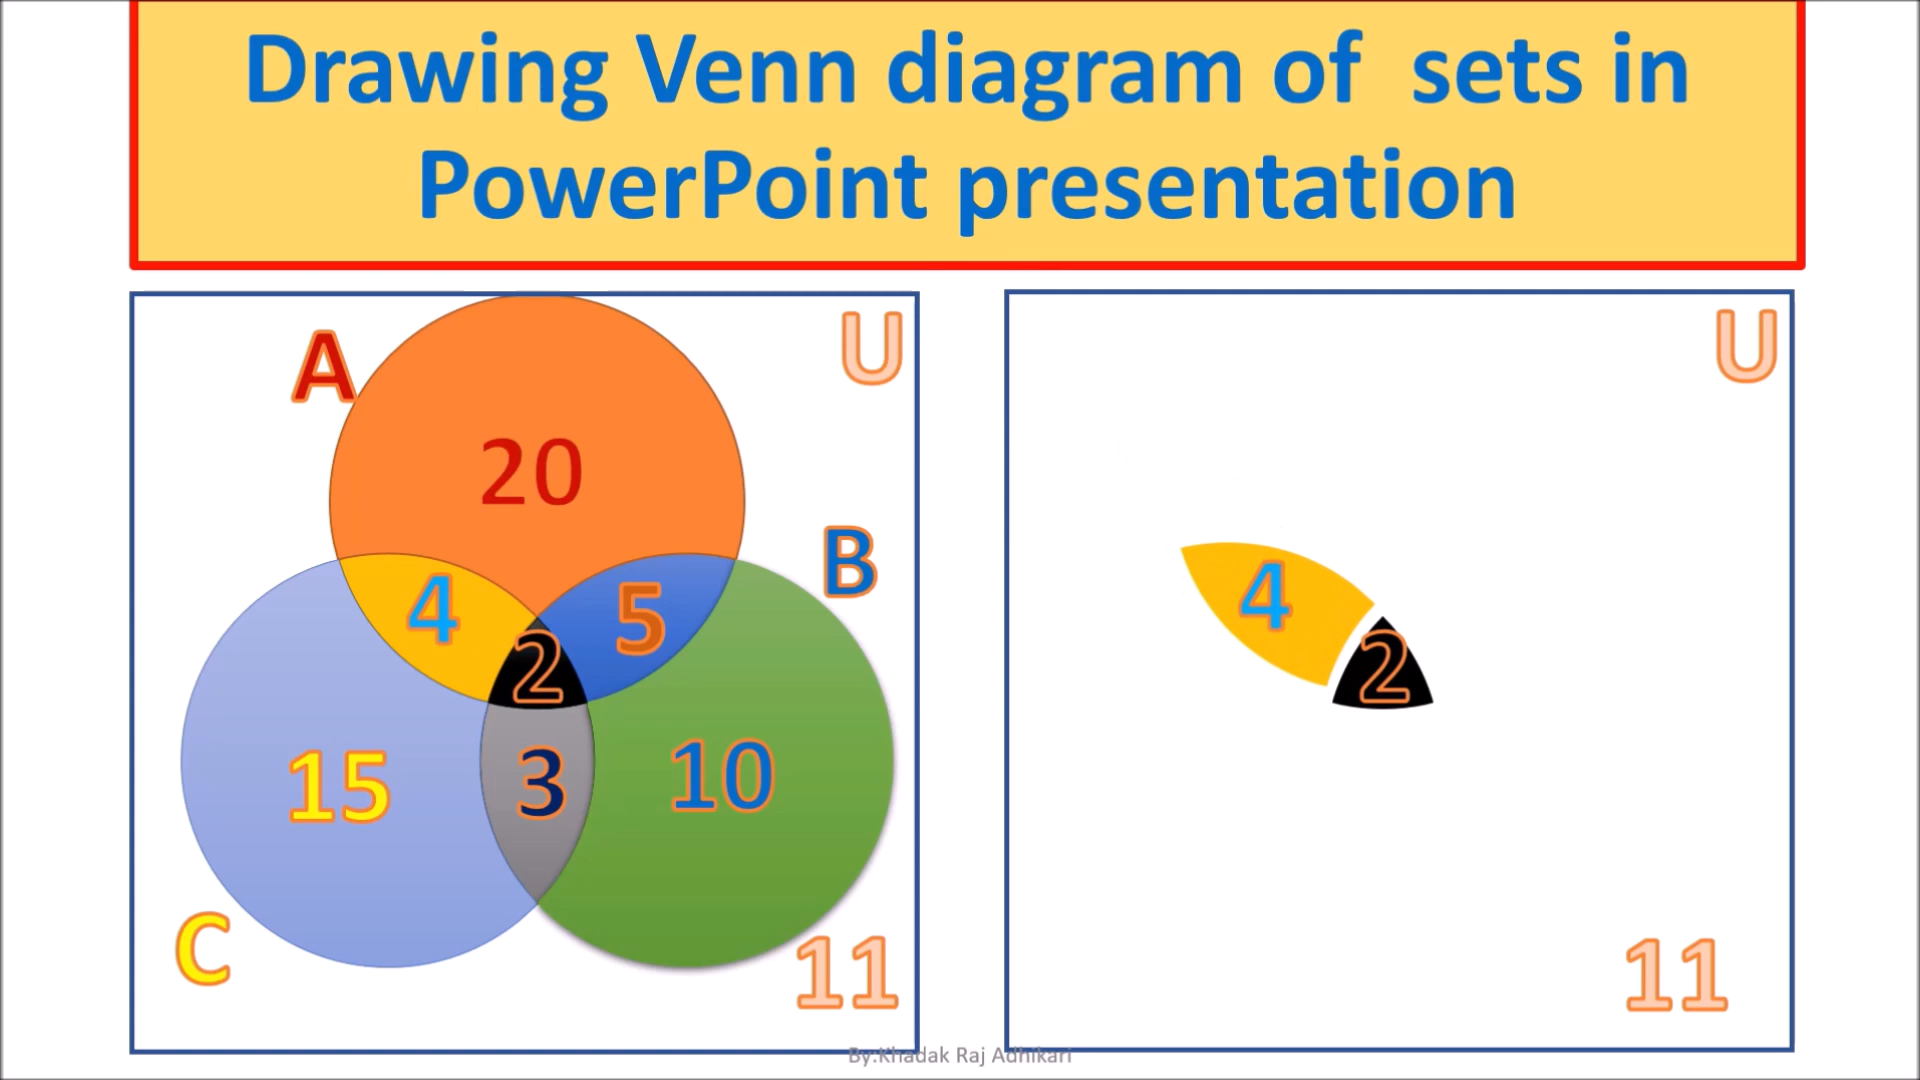 Drawing Venn diagram of sets in
PowerPoint presentation
A
U
20
B
4
5
2
15
3
10
C
11
U
4
2
11
By:Khadak Raj Adhikari